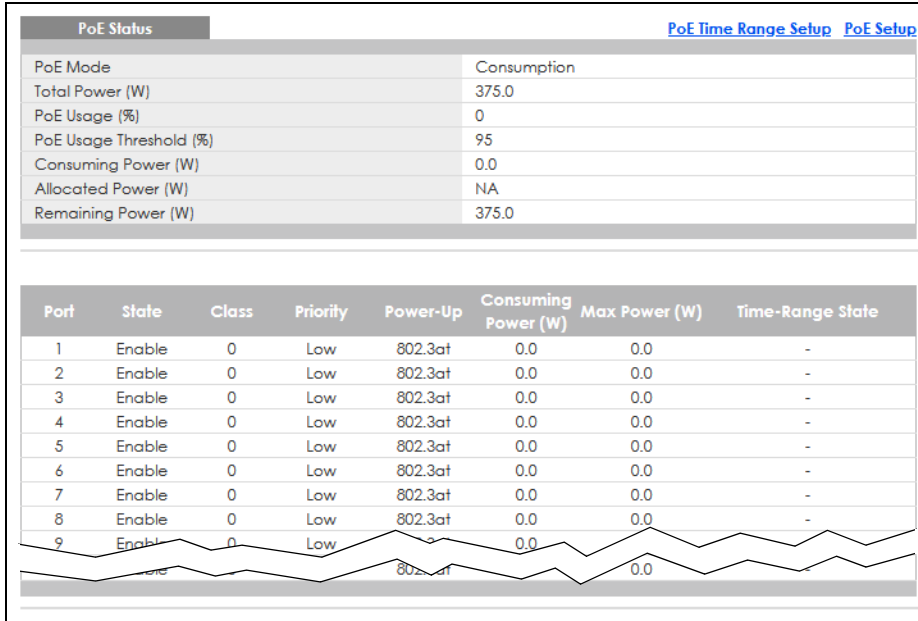 PoE Status PoE Time Range Setup PoE Setup
PoE Mode Consumption
Total Power (W) 375.0
PoE Usage (%) 0
PoE Usage Threshold (%) 95
Consuming Power (W) 0.0
Allocated Power (W) NA
Remaining Power (W) 375.0
Port State Class Priority Power-Up Consuming Power (W) Max Power (W) Time-Range State
1 Enable 0 Low 802.3at 0.0 0.0 -
2 Enable 0 Low 802.3at 0.0 0.0 -
3 Enable 0 Low 802.3at 0.0 0.0 -
4 Enable 0 Low 802.3at 0.0 0.0 -
5 Enable 0 Low 802.3at 0.0 0.0 -
6 Enable 0 Low 802.3at 0.0 0.0 -
7 Enable 0 Low 802.3at 0.0 0.0 -
8 Enable 0 Low 802.3at 0.0 0.0 -
9 Enable 0 Low 0.0
0.0